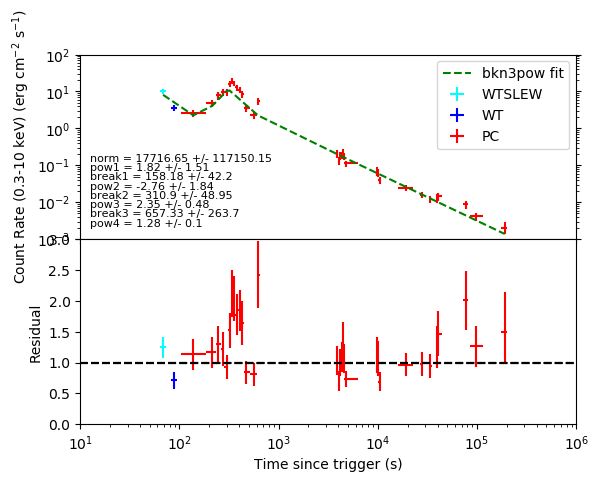 Count Rate (0.3-10 keV) (erg cm⁻² s⁻¹)
10²
10¹
10⁰
10⁻¹
10⁻²
10⁻³
bkn3pow fit
WTSLEW
WT
PC
norm = 17716.65 +/- 117150.15
pow1 = 1.82 +/- 1.51
break1 = 158.18 +/- 42.2
pow2 = -2.76 +/- 1.84
break2 = 310.9 +/- 48.95
pow3 = 2.35 +/- 0.48
break3 = 657.33 +/- 263.7
pow4 = 1.28 +/- 0.1
Residual
3.0
2.5
2.0
1.5
1.0
0.5
0.0
10¹ 10² 10³ 10⁴ 10⁵ 10⁶
Time since trigger (s)